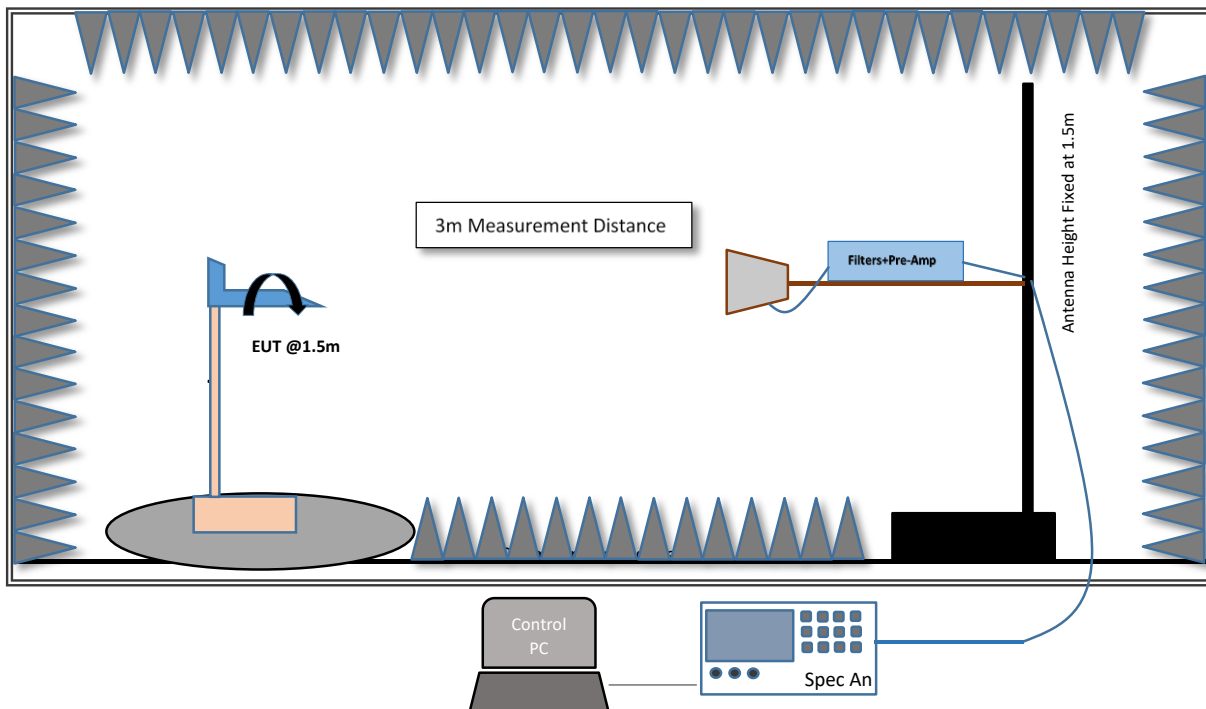 3m Measurement Distance
Filters+Pre-Amp
Antenna Height Fixed at 1.5m
EUT @1.5m
Control
PC
Spec An